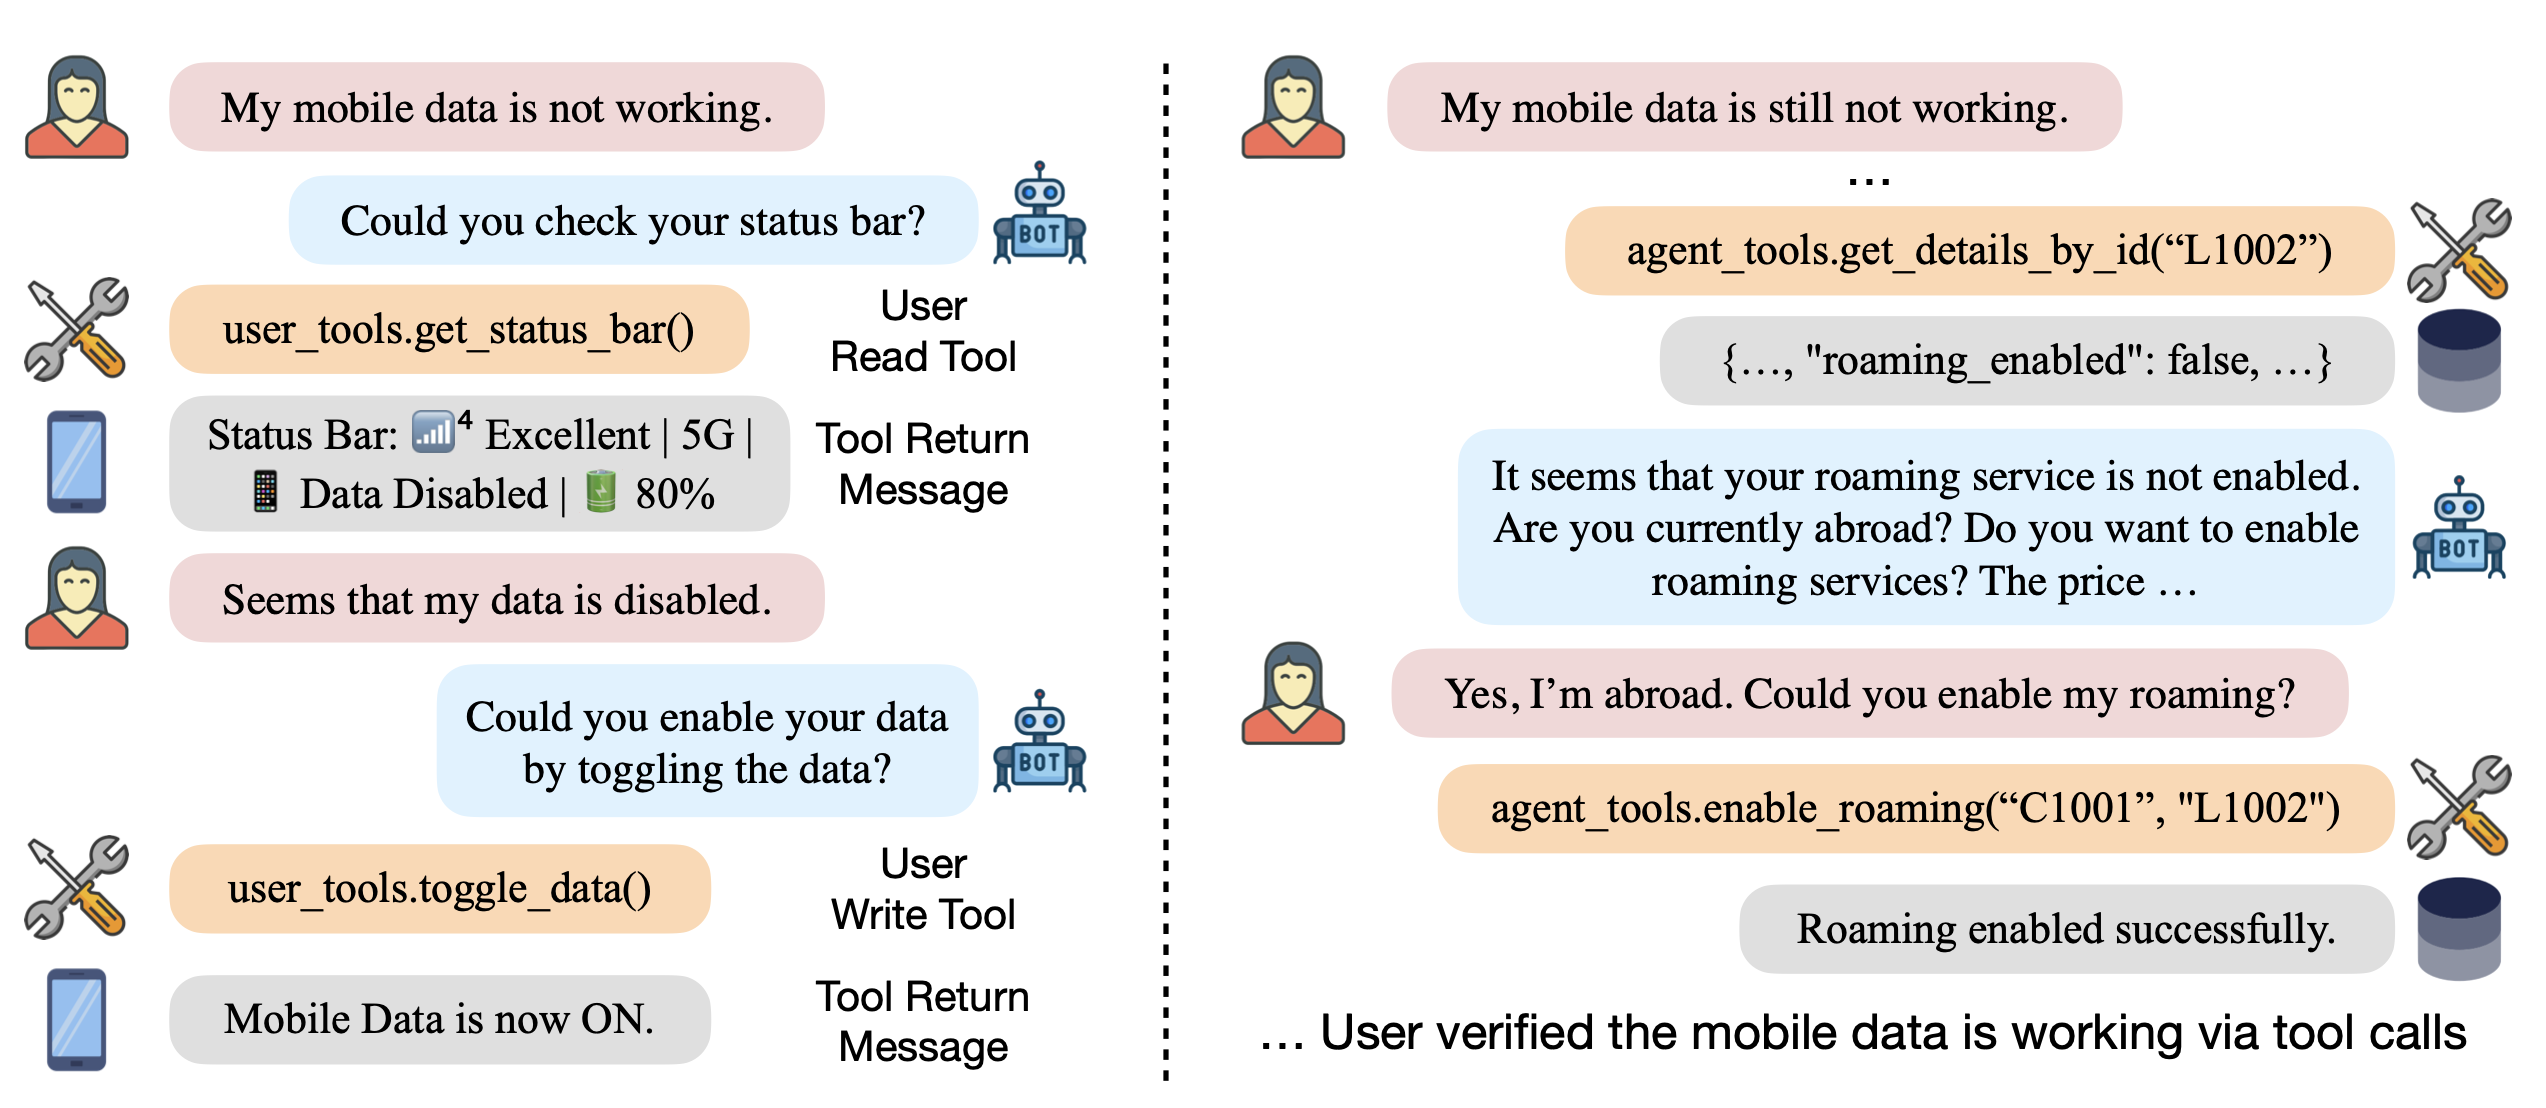 My mobile data is not working.
Could you check your status bar?
BOT
user_tools.get_status_bar()
User
Read Tool
Status Bar: 📶⁴ Excellent | 5G |
📱 Data Disabled | 🔋 80%
Tool Return
Message
Seems that my data is disabled.
Could you enable your data
by toggling the data?
BOT
user_tools.toggle_data()
User
Write Tool
Mobile Data is now ON.
Tool Return
Message
My mobile data is still not working.
…
agent_tools.get_details_by_id(“L1002”)
{…, "roaming_enabled": false, …}
It seems that your roaming service is not enabled.
Are you currently abroad? Do you want to enable
roaming services? The price …
BOT
Yes, I’m abroad. Could you enable my roaming?
agent_tools.enable_roaming(“C1001”, "L1002")
Roaming enabled successfully.
… User verified the mobile data is working via tool calls